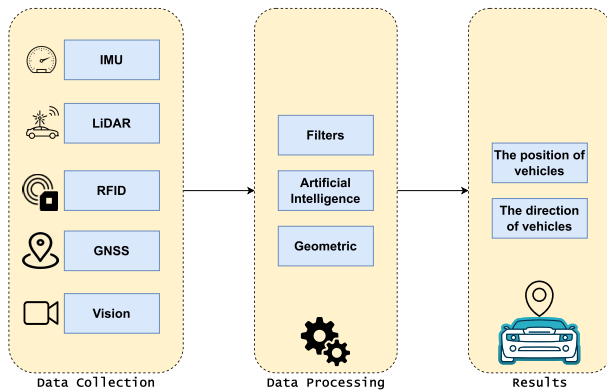 IMU
LiDAR
RFID
GNSS
Vision
Data Collection
Filters
Artificial
Intelligence
Geometric
Data Processing
The position of
vehicles
The direction
of vehicles
Results